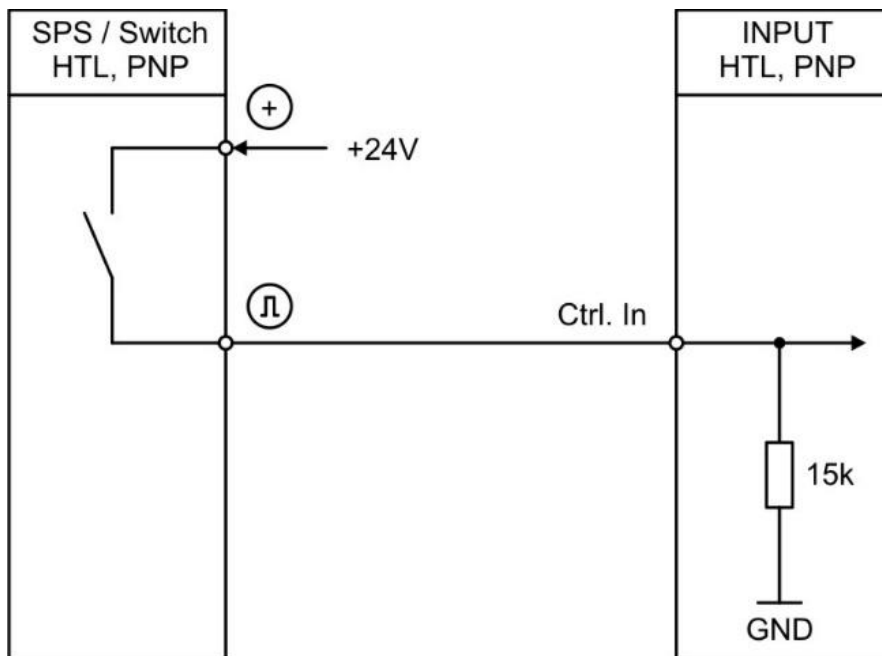 SPS / Switch
HTL, PNP
INPUT
HTL, PNP
+
+24V
Ctrl. In
15k
GND